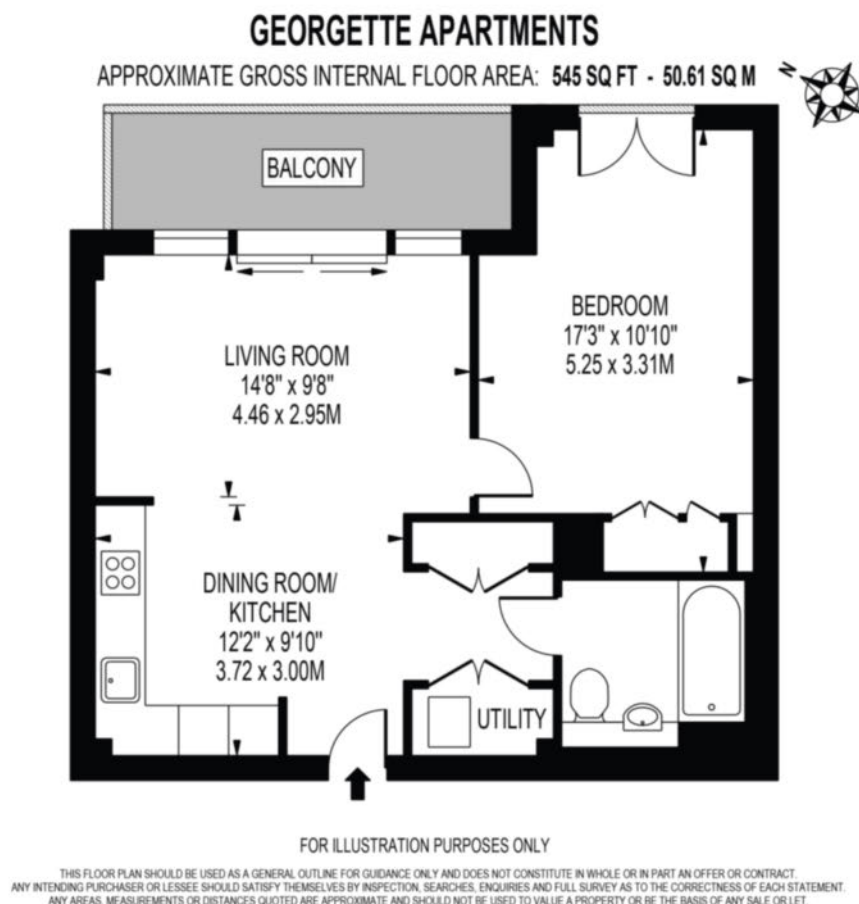 GEORGETTE APARTMENTS
APPROXIMATE GROSS INTERNAL FLOOR AREA: 545 SQ FT - 50.61 SQ M
N
BALCONY
BEDROOM
17'3" x 10'10"
5.25 x 3.31M
LIVING ROOM
14'8" x 9'8"
4.46 x 2.95M
DINING ROOM/
KITCHEN
12'2" x 9'10"
3.72 x 3.00M
UTILITY
FOR ILLUSTRATION PURPOSES ONLY
THIS FLOOR PLAN SHOULD BE USED AS A GENERAL OUTLINE FOR GUIDANCE ONLY AND DOES NOT CONSTITUTE IN WHOLE OR IN PART AN OFFER OR CONTRACT.
ANY INTENDING PURCHASER OR LESSEE SHOULD SATISFY THEMSELVES BY INSPECTION, SEARCHES, ENQUIRIES AND FULL SURVEY AS TO THE CORRECTNESS OF EACH STATEMENT.
ANY AREAS, MEASUREMENTS OR DISTANCES QUOTED ARE APPROXIMATE AND SHOULD NOT BE USED TO VALUE A PROPERTY OR BE THE BASIS OF ANY SALE OR LET.